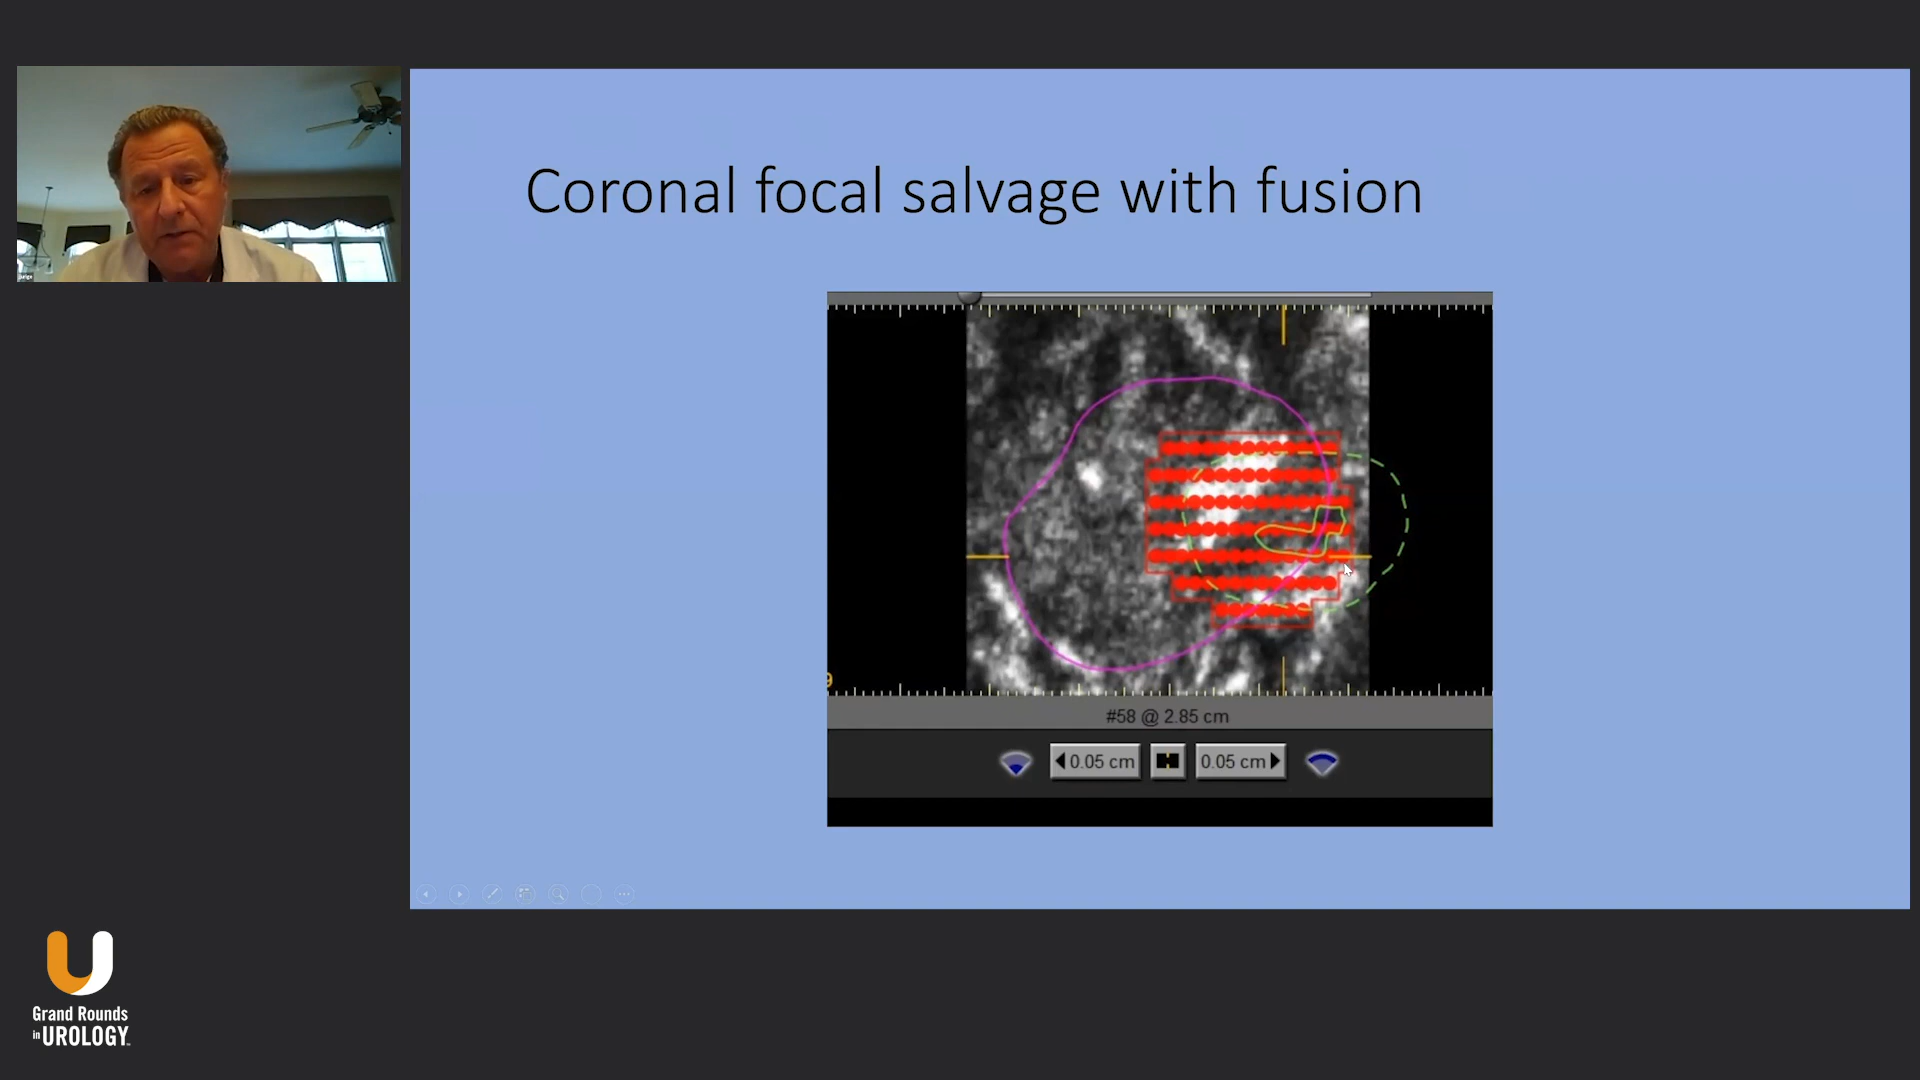 Coronal focal salvage with fusion
9
#58 @ 2.85 cm
0.05 cm
0.05 cm
Grand Rounds
in UROLOGY